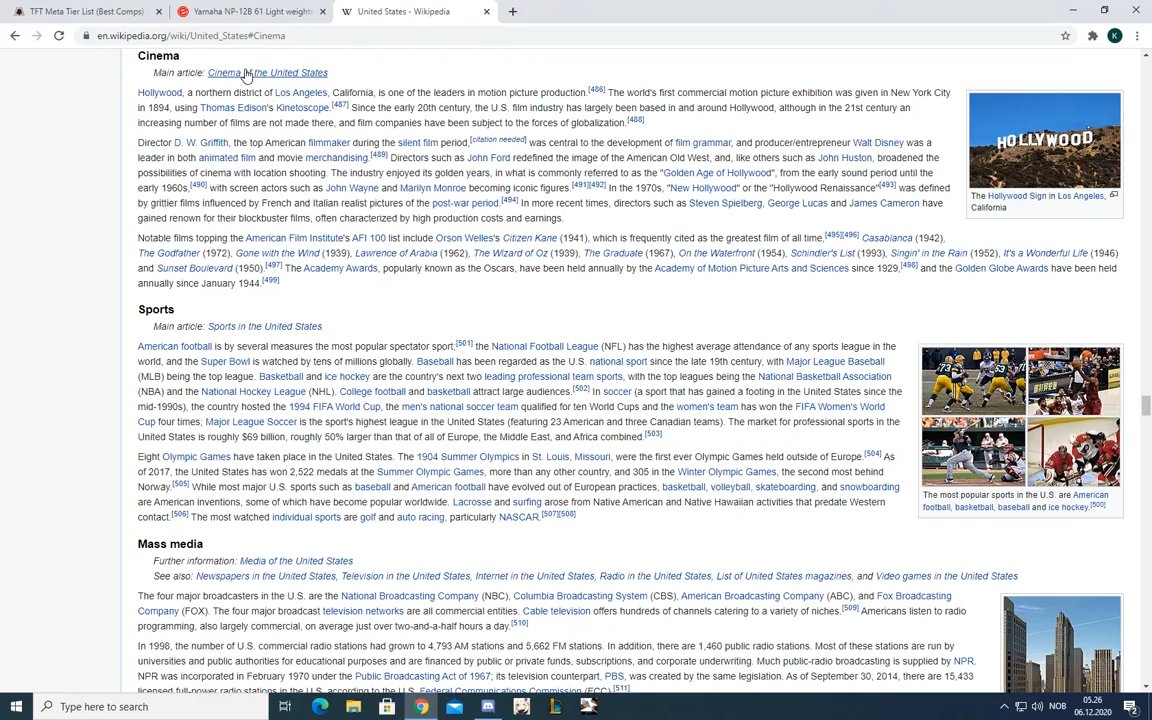 TFT Meta Tier List (Best Comps)
Yamaha NP-12B 61 Light weights
United States - Wikipedia
en.wikipedia.org/wiki/United_States#Cinema
K
Cinema
Main article: Cinema of the United States
Hollywood, a northern district of Los Angeles, California, is one of the leaders in motion picture production.[486] The world's first commercial motion picture exhibition was given in New York City
in 1894, using Thomas Edison's Kinetoscope.[487] Since the early 20th century, the U.S. film industry has largely been based in and around Hollywood, although in the 21st century an
increasing number of films are not made there, and film companies have been subject to the forces of globalization.[488]
Director D. W. Griffith, the top American filmmaker during the silent film period,[citation needed] was central to the development of film grammar, and producer/entrepreneur Walt Disney was a
leader in both animated film and movie merchandising.[489] Directors such as John Ford redefined the image of the American Old West, and, like others such as John Huston, broadened the
possibilities of cinema with location shooting. The industry enjoyed its golden years, in what is commonly referred to as the "Golden Age of Hollywood", from the early sound period until the
early 1960s,[490] with screen actors such as John Wayne and Marilyn Monroe becoming iconic figures.[491][492] In the 1970s, "New Hollywood" or the "Hollywood Renaissance"[493] was defined
by grittier films influenced by French and Italian realist pictures of the post-war period.[494] In more recent times, directors such as Steven Spielberg, George Lucas and James Cameron have
gained renown for their blockbuster films, often characterized by high production costs and earnings.
HOLLYWOOD
The Hollywood Sign in Los Angeles,
California
Notable films topping the American Film Institute's AFI 100 list include Orson Welles's Citizen Kane (1941), which is frequently cited as the greatest film of all time,[495][496] Casablanca (1942),
The Godfather (1972), Gone with the Wind (1939), Lawrence of Arabia (1962), The Wizard of Oz (1939), The Graduate (1967), On the Waterfront (1954), Schindler's List (1993), Singin' in the Rain (1952), It's a Wonderful Life (1946)
and Sunset Boulevard (1950).[497] The Academy Awards, popularly known as the Oscars, have been held annually by the Academy of Motion Picture Arts and Sciences since 1929,[498] and the Golden Globe Awards have been held
annually since January 1944.[499]
Sports
Main article: Sports in the United States
American football is by several measures the most popular spectator sport;[501] the National Football League (NFL) has the highest average attendance of any sports league in the
world, and the Super Bowl is watched by tens of millions globally. Baseball has been regarded as the U.S. national sport since the late 19th century, with Major League Baseball
(MLB) being the top league. Basketball and ice hockey are the country's next two leading professional team sports, with the top leagues being the National Basketball Association
(NBA) and the National Hockey League (NHL). College football and basketball attract large audiences.[502] In soccer (a sport that has gained a footing in the United States since the
mid-1990s), the country hosted the 1994 FIFA World Cup, the men's national soccer team qualified for ten World Cups and the women's team has won the FIFA Women's World
Cup four times; Major League Soccer is the sport's highest league in the United States (featuring 23 American and three Canadian teams). The market for professional sports in the
United States is roughly $69 billion, roughly 50% larger than that of all of Europe, the Middle East, and Africa combined.[503]
Eight Olympic Games have taken place in the United States. The 1904 Summer Olympics in St. Louis, Missouri, were the first ever Olympic Games held outside of Europe.[504] As
of 2017, the United States has won 2,522 medals at the Summer Olympic Games, more than any other country, and 305 in the Winter Olympic Games, the second most behind
Norway.[505] While most major U.S. sports such as baseball and American football have evolved out of European practices, basketball, volleyball, skateboarding, and snowboarding
are American inventions, some of which have become popular worldwide. Lacrosse and surfing arose from Native American and Native Hawaiian activities that predate Western
contact.[506] The most watched individual sports are golf and auto racing, particularly NASCAR.[507][508]
The most popular sports in the U.S. are American
football, basketball, baseball and ice hockey.[500]
Mass media
Further information: Media of the United States
See also: Newspapers in the United States, Television in the United States, Internet in the United States, Radio in the United States, List of United States magazines, and Video games in the United States
The four major broadcasters in the U.S. are the National Broadcasting Company (NBC), Columbia Broadcasting System (CBS), American Broadcasting Company (ABC), and Fox Broadcasting
Company (FOX). The four major broadcast television networks are all commercial entities. Cable television offers hundreds of channels catering to a variety of niches.[509] Americans listen to radio
programming, also largely commercial, on average just over two-and-a-half hours a day.[510]
In 1998, the number of U.S. commercial radio stations had grown to 4,793 AM stations and 5,662 FM stations. In addition, there are 1,460 public radio stations. Most of these stations are run by
universities and public authorities for educational purposes and are financed by public or private funds, subscriptions, and corporate underwriting. Much public-radio broadcasting is supplied by NPR.
NPR was incorporated in February 1970 under the Public Broadcasting Act of 1967; its television counterpart, PBS, was created by the same legislation. As of September 30, 2014, there are 15,433
licensed full-power radio stations in the U.S. according to the U.S. Federal Communications Commission (FCC).[511]
Type here to search
NOB
05.26
06.12.2020
2